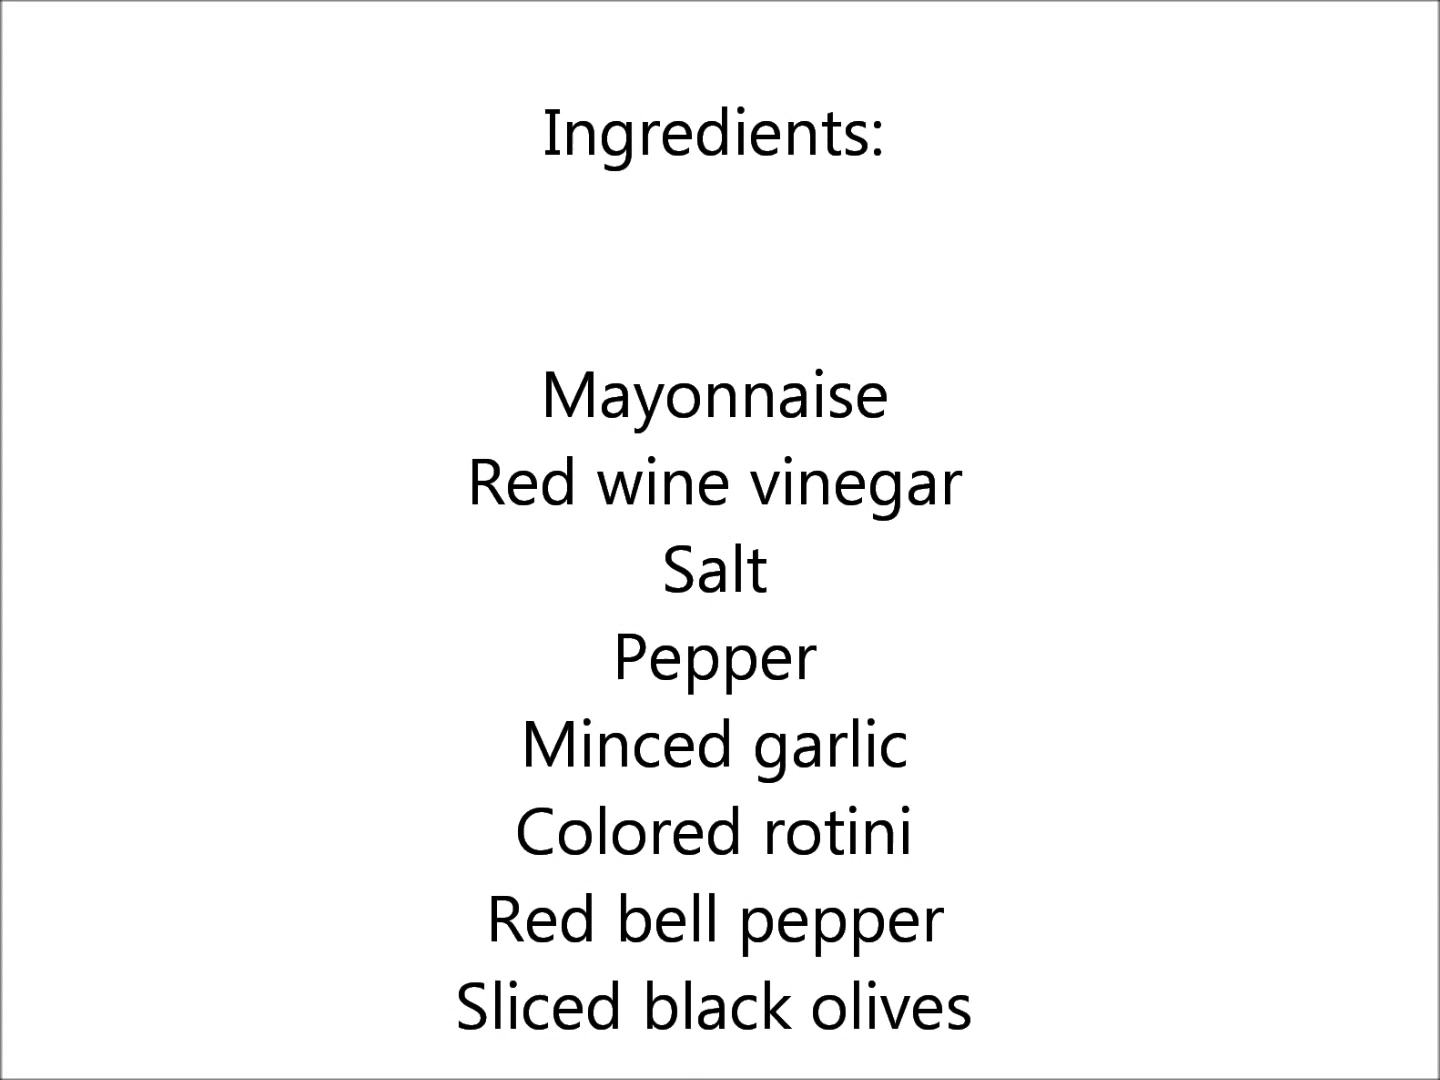 Ingredients:
Mayonnaise
Red wine vinegar
Salt
Pepper
Minced garlic
Colored rotini
Red bell pepper
Sliced black olives